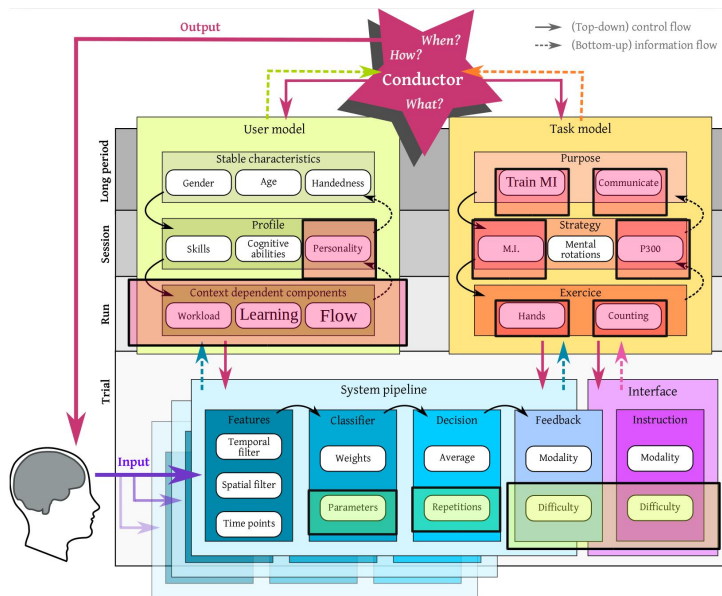 Output
When?
How?
Conductor
What?
(Top-down) control flow
(Bottom-up) information flow
User model
Task model
Long period
Stable characteristics
Gender
Age
Handedness
Purpose
Train MI
Communicate
Session
Profile
Skills
Cognitive
abilities
Personality
Strategy
M.I.
Mental
rotations
P300
Run
Context dependent components
Workload
Learning
Flow
Exercice
Hands
Counting
Trial
System pipeline
Interface
Features
Classifier
Decision
Feedback
Instruction
Temporal
filter
Weights
Average
Modality
Modality
Input
Spatial filter
Parameters
Repetitions
Difficulty
Difficulty
Time points